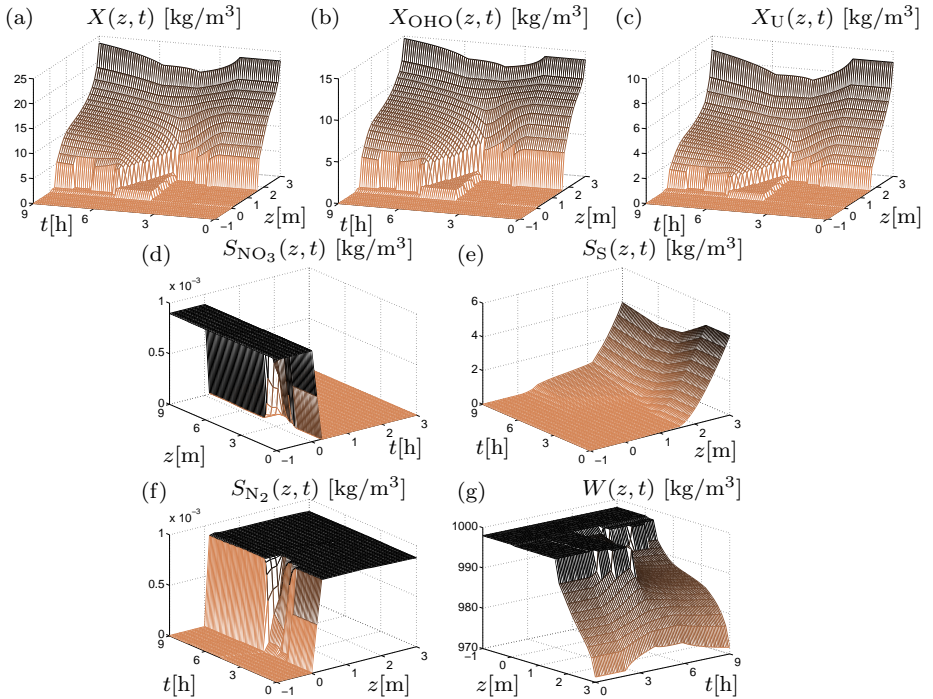 (a) X(z, t) [kg/m³] (b) X_OHO(z, t) [kg/m³] (c) X_U(z, t) [kg/m³]
25 20 15 10 5 0
9 6 3 0
t[h]
−1 0 1 2 3
z[m]
15 10 5 0
9 6 3 0
t[h]
−1 0 1 2 3
z[m]
10 8 6 4 2 0
9 6 3 0
t[h]
−1 0 1 2 3
z[m]
(d) S_NO₃(z, t) [kg/m³] (e) S_S(z, t) [kg/m³]
x 10⁻³
1 0.5 0
9 6 3 0
z[m]
−1 0 1 2 3
t[h]
6 4 2 0
9 6 3 0
t[h]
−1 0 1 2 3
z[m]
(f) S_N₂(z, t) [kg/m³] (g) W(z, t) [kg/m³]
x 10⁻³
1 0.5 0
9 6 3 0
t[h]
−1 0 1 2 3
z[m]
1000 990 980 970
−1 0 1 2 3
z[m]
0 3 6 9
t[h]